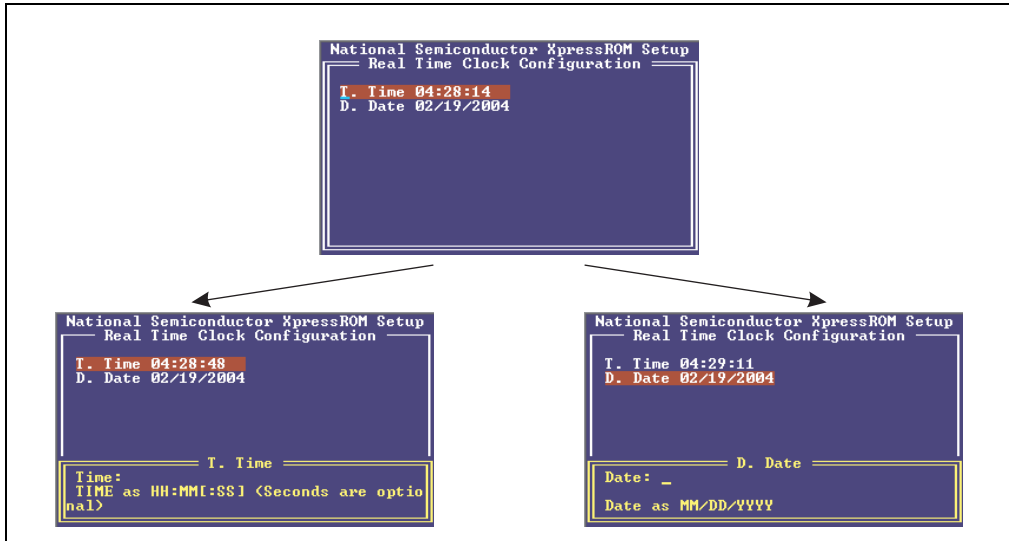 National Semiconductor XpressROM Setup
Real Time Clock Configuration
T. Time 04:28:14
D. Date 02/19/2004
National Semiconductor XpressROM Setup
Real Time Clock Configuration
T. Time 04:28:48
D. Date 02/19/2004
T. Time
Time:
TIME as HH:MM[:SS] (Seconds are optio
nal)
National Semiconductor XpressROM Setup
Real Time Clock Configuration
T. Time 04:29:11
D. Date 02/19/2004
D. Date
Date: _
Date as MM/DD/YYYY